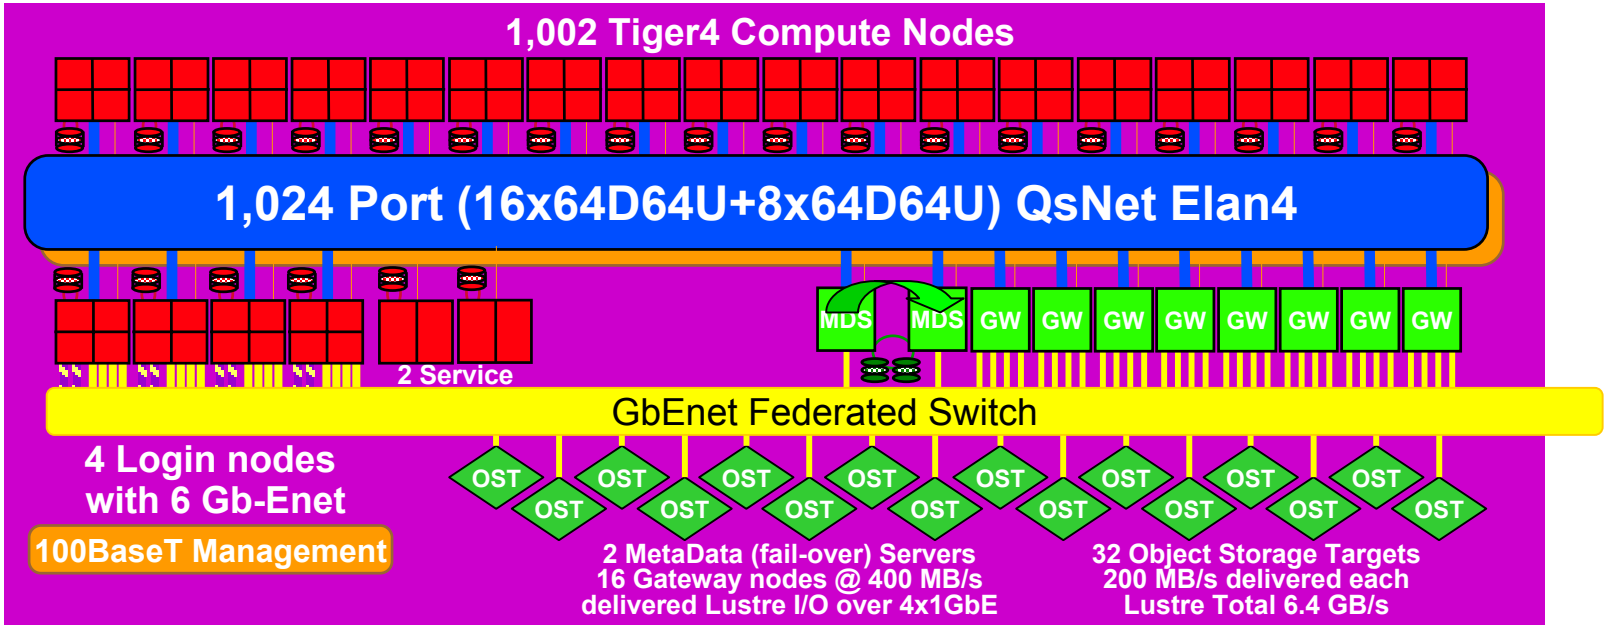 1,002 Tiger4 Compute Nodes
1,024 Port (16x64D64U+8x64D64U) QsNet Elan4
MDS MDS GW GW GW GW GW GW GW GW
2 Service
GbEnet Federated Switch
4 Login nodes
with 6 Gb-Enet
OST OST OST OST OST OST OST OST
OST OST OST OST OST OST OST OST
100BaseT Management
2 MetaData (fail-over) Servers
16 Gateway nodes @ 400 MB/s
delivered Lustre I/O over 4x1GbE
32 Object Storage Targets
200 MB/s delivered each
Lustre Total 6.4 GB/s